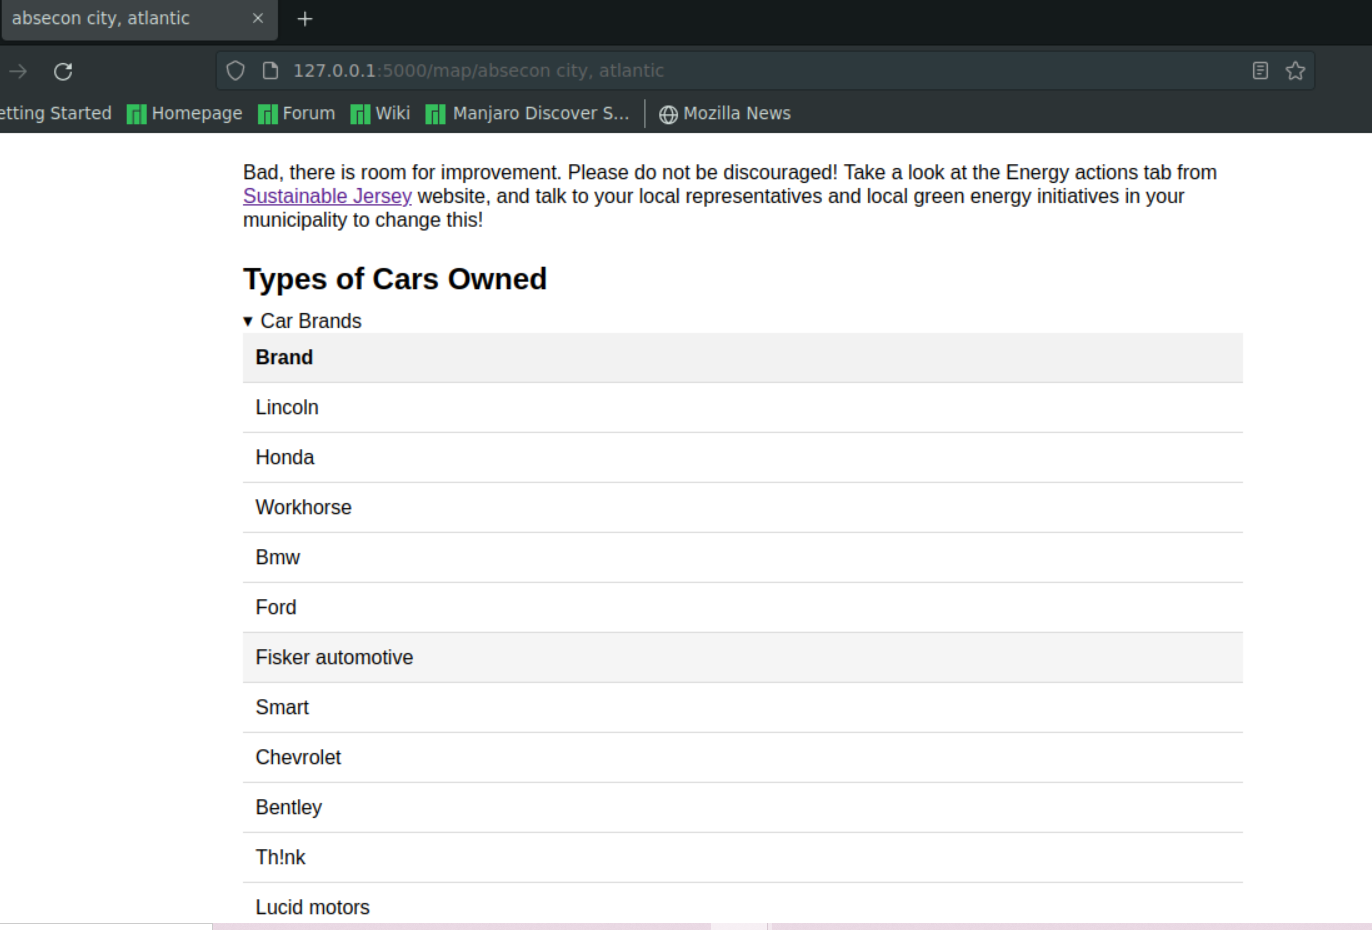 absecon city, atlantic
127.0.0.1:5000/map/absecon city, atlantic
etting Started Homepage Forum Wiki Manjaro Discover S... Mozilla News
Bad, there is room for improvement. Please do not be discouraged! Take a look at the Energy actions tab from
Sustainable Jersey website, and talk to your local representatives and local green energy initiatives in your
municipality to change this!
Types of Cars Owned
Car Brands
Brand
Lincoln
Honda
Workhorse
Bmw
Ford
Fisker automotive
Smart
Chevrolet
Bentley
Th!nk
Lucid motors